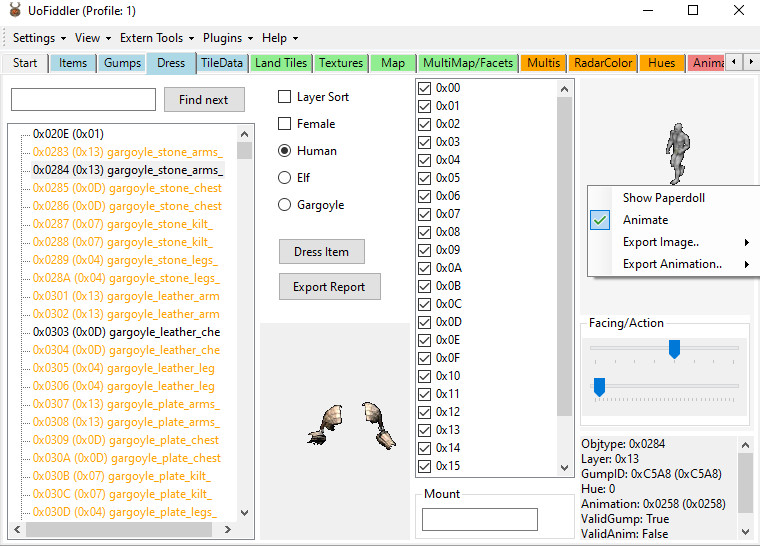 UoFiddler (Profile: 1)
Settings View Extern Tools Plugins Help
Start Items Gumps Dress TileData Land Tiles Textures Map MultiMap/Facets Multis RadarColor Hues Anima
Find next
0x020E (0x01)
0x0283 (0x13) gargoyle_stone_arms_
0x0284 (0x13) gargoyle_stone_arms_
0x0285 (0x0D) gargoyle_stone_chest
0x0286 (0x0D) gargoyle_stone_chest
0x0287 (0x07) gargoyle_stone_kilt_
0x0288 (0x07) gargoyle_stone_kilt_
0x0289 (0x04) gargoyle_stone_legs_
0x028A (0x04) gargoyle_stone_legs_
0x0301 (0x13) gargoyle_leather_arm
0x0302 (0x13) gargoyle_leather_arm
0x0303 (0x0D) gargoyle_leather_che
0x0304 (0x0D) gargoyle_leather_che
0x0305 (0x04) gargoyle_leather_leg
0x0306 (0x04) gargoyle_leather_leg
0x0307 (0x13) gargoyle_plate_arms_
0x0308 (0x13) gargoyle_plate_arms_
0x0309 (0x0D) gargoyle_plate_chest
0x030A (0x0D) gargoyle_plate_chest
0x030B (0x07) gargoyle_plate_kilt_
0x030C (0x07) gargoyle_plate_kilt_
0x030D (0x04) gargoyle_plate_legs_
Layer Sort
Female
Human
Elf
Gargoyle
Dress Item
Export Report
0x00
0x01
0x02
0x03
0x04
0x05
0x06
0x07
0x08
0x09
0x0A
0x0B
0x0C
0x0D
0x0E
0x0F
0x10
0x11
0x12
0x13
0x14
0x15
Mount
Show Paperdoll
Animate
Export Image..
Export Animation..
Facing/Action
Objtype: 0x0284
Layer: 0x13
GumpID: 0xC5A8 (0xC5A8)
Hue: 0
Animation: 0x0258 (0x0258)
ValidGump: True
ValidAnim: False